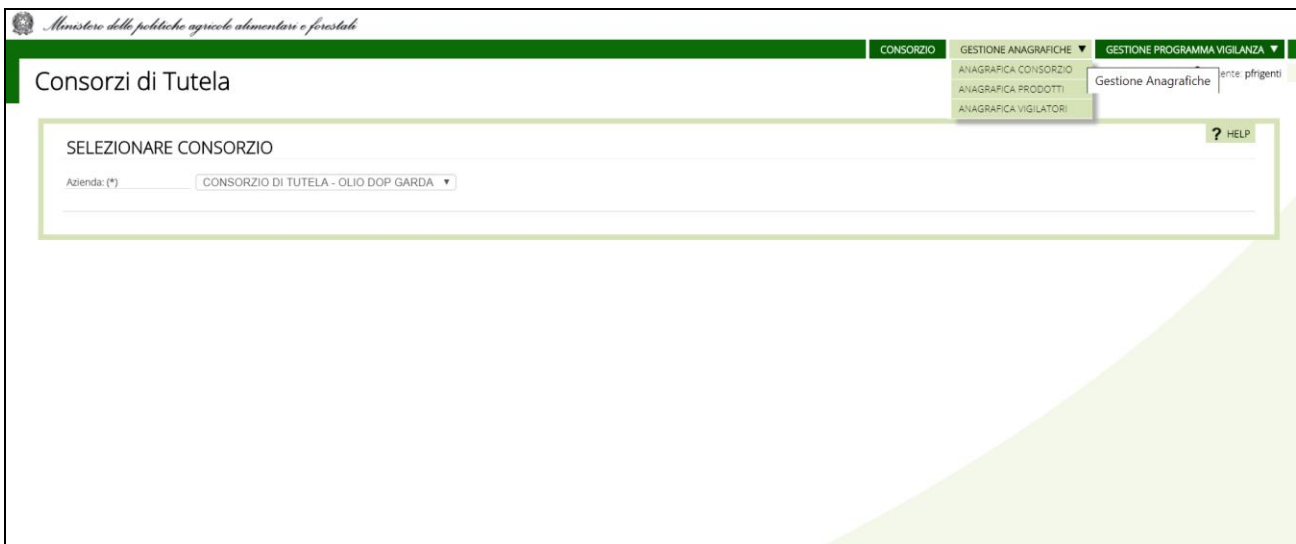 Ministero delle politiche agricole alimentari e forestali
CONSORZIO GESTIONE ANAGRAFICHE ▼ GESTIONE PROGRAMMA VIGILANZA ▼
Consorzi di Tutela
ANAGRAFICA CONSORZIO
ANAGRAFICA PRODOTTI
ANAGRAFICA VIGILATORI
Gestione Anagrafiche
ente: pfrigenti
? HELP
SELEZIONARE CONSORZIO
Azienda: (*) CONSORZIO DI TUTELA - OLIO DOP GARDA ▼